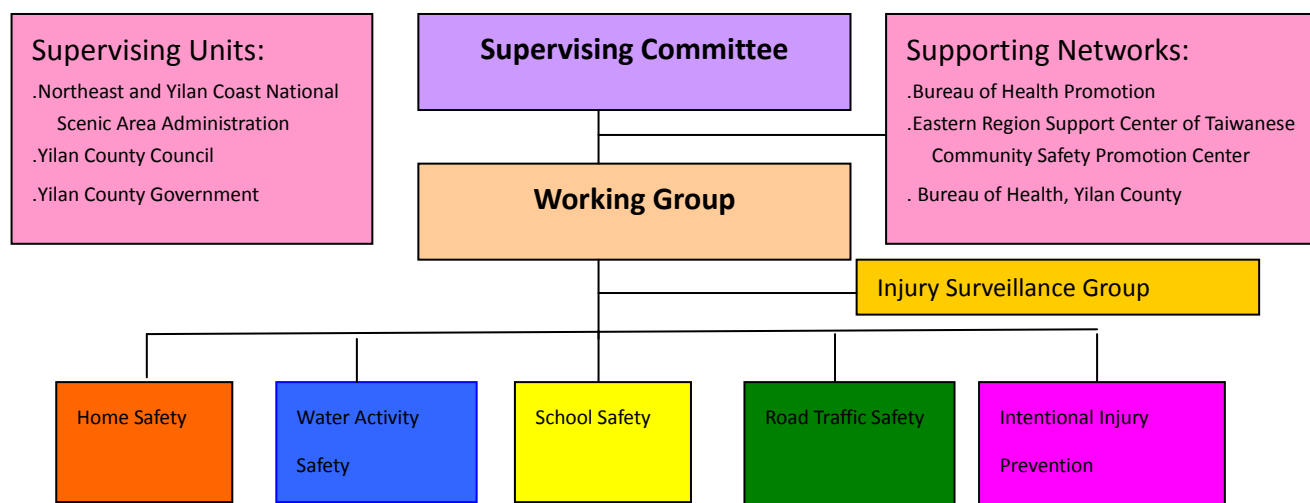 Supervising Units:
.Northeast and Yilan Coast National
Scenic Area Administration
.Yilan County Council
.Yilan County Government
Supervising Committee
Supporting Networks:
.Bureau of Health Promotion
.Eastern Region Support Center of Taiwanese
Community Safety Promotion Center
. Bureau of Health, Yilan County
Working Group
Injury Surveillance Group
Home Safety
Water Activity
Safety
School Safety
Road Traffic Safety
Intentional Injury
Prevention